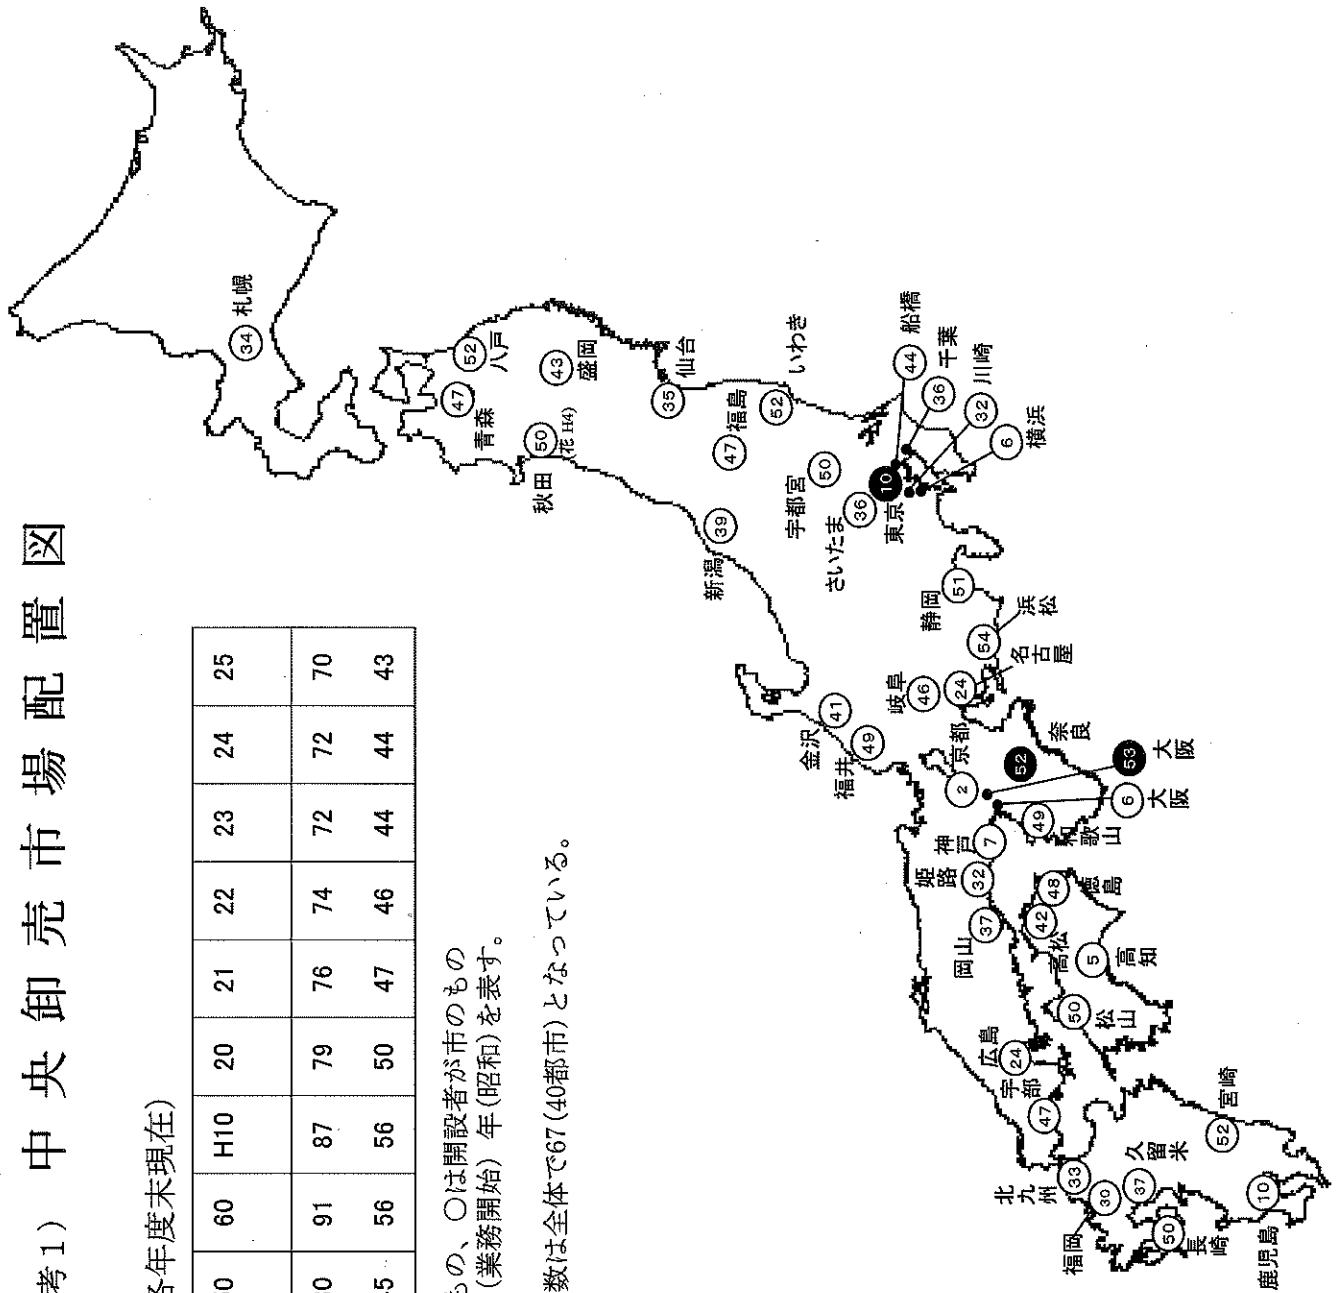 考1) 中央卸売市場配置図
各年度末現在)
60 H10 20 21 22 23 24 25
91 87 79 76 74 72 72 70
56 56 50 47 46 44 44 43
もの、○は開設者が市のもの
(業務開始) 年(昭和)を表す。
数は全体で67(40都市)となっている。
34 札幌
47 青森
52 八戸
50 秋田
(花 H4)
43 盛岡
35 仙台
47 福島
52 いわき
39 新潟
50 宇都宮
36 さいたま
10 東京
44 船橋
36 千葉
32 川崎
6 横浜
51 静岡
54 浜松
24 名古屋
46 岐阜
41 金沢
49 福井
2 京都
52 奈良
53 大阪
6 大阪
49 和歌山
7 神戸
32 姫路
37 岡山
48 徳島
42 高松
5 高知
50 松山
24 広島
47 宇部
33 北九州
30 福岡
37 久留米
50 長崎
52 宮崎
10 鹿児島